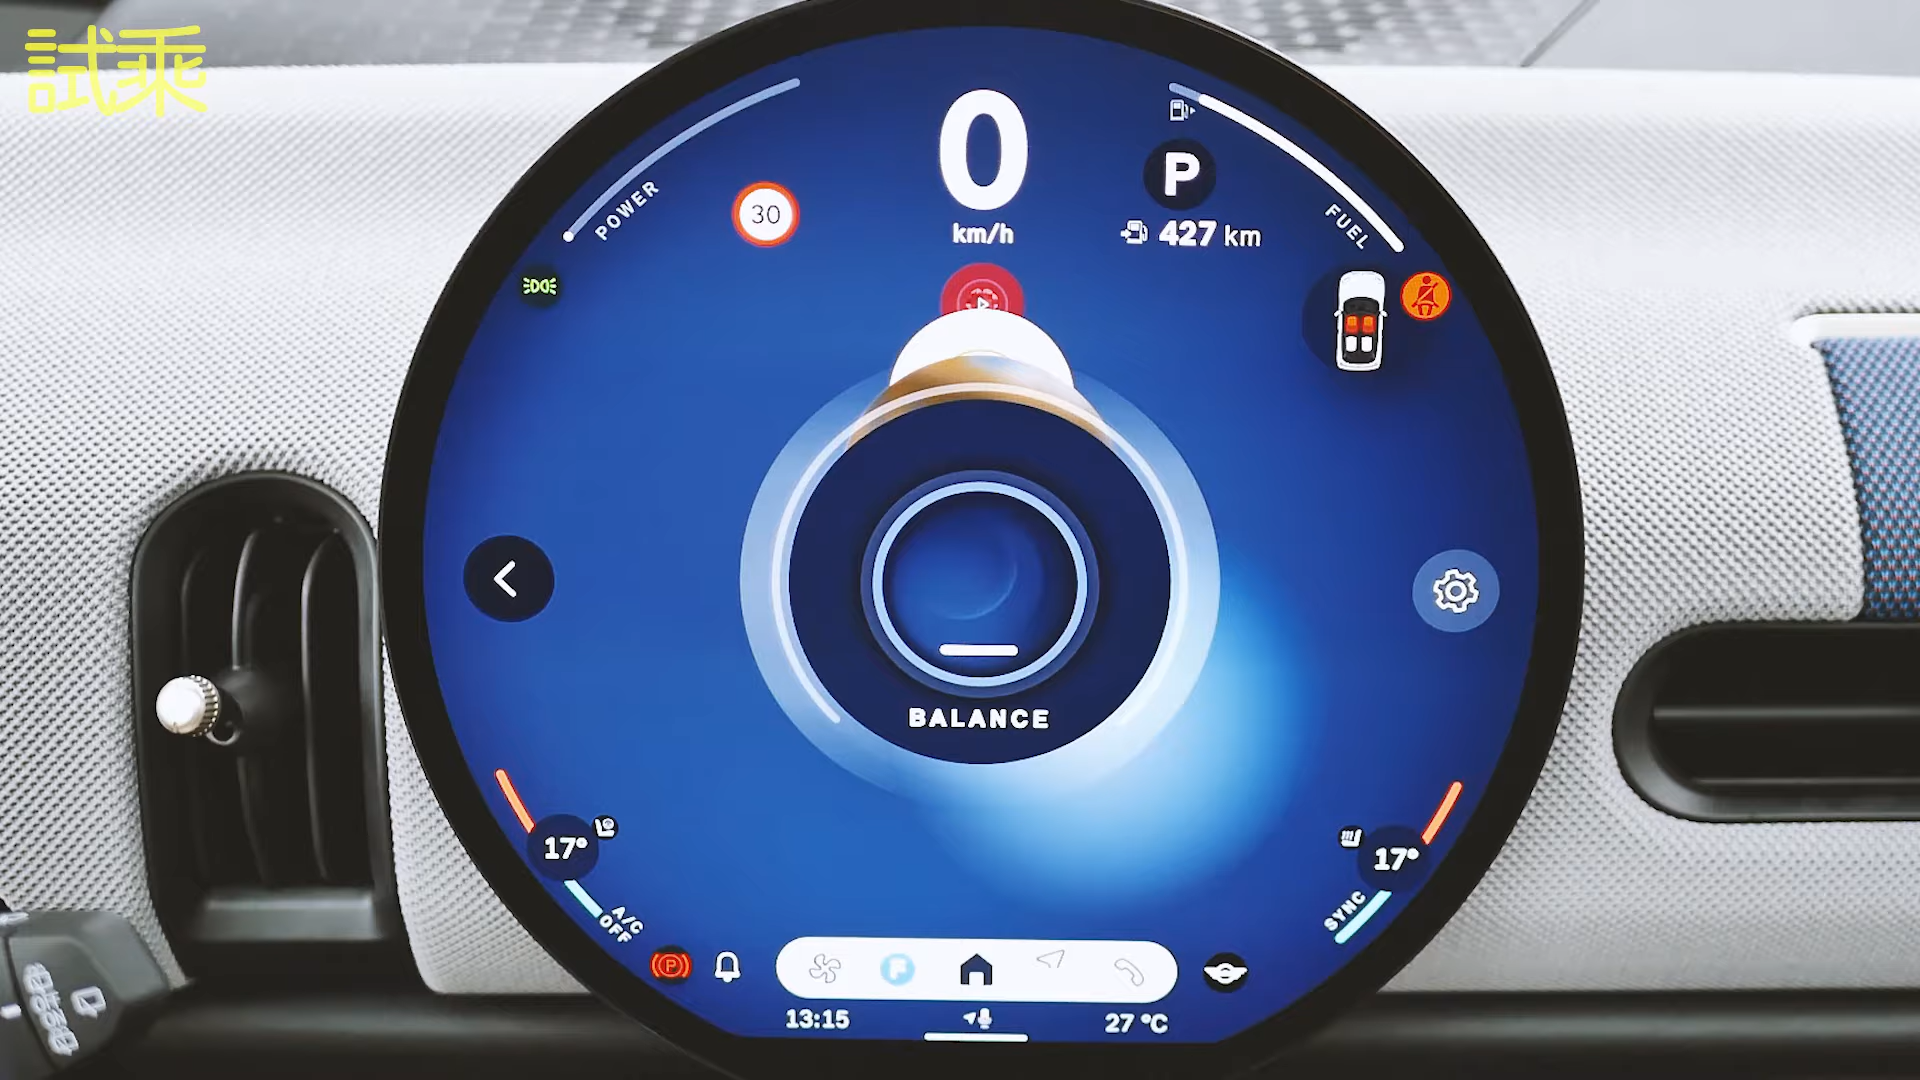 試乘
0
km/h
POWER
30
P
427 km
FUEL
BALANCE
17°
A/C
OFF
17°
SYNC
P
13:15
27 °C